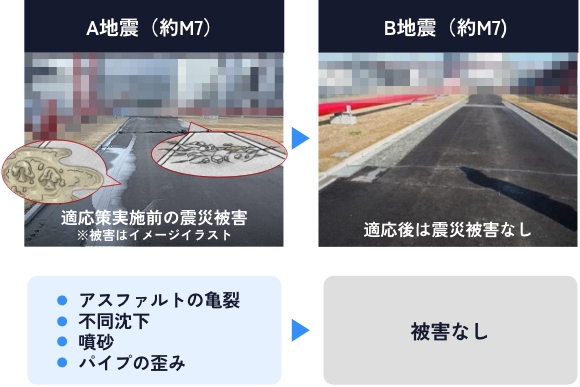 A地震（約M7）
B地震（約M7）
適応策実施前の震災被害
※被害はイメージイラスト
適応後は震災被害なし
アスファルトの亀裂
不同沈下
噴砂
パイプの歪み
被害なし